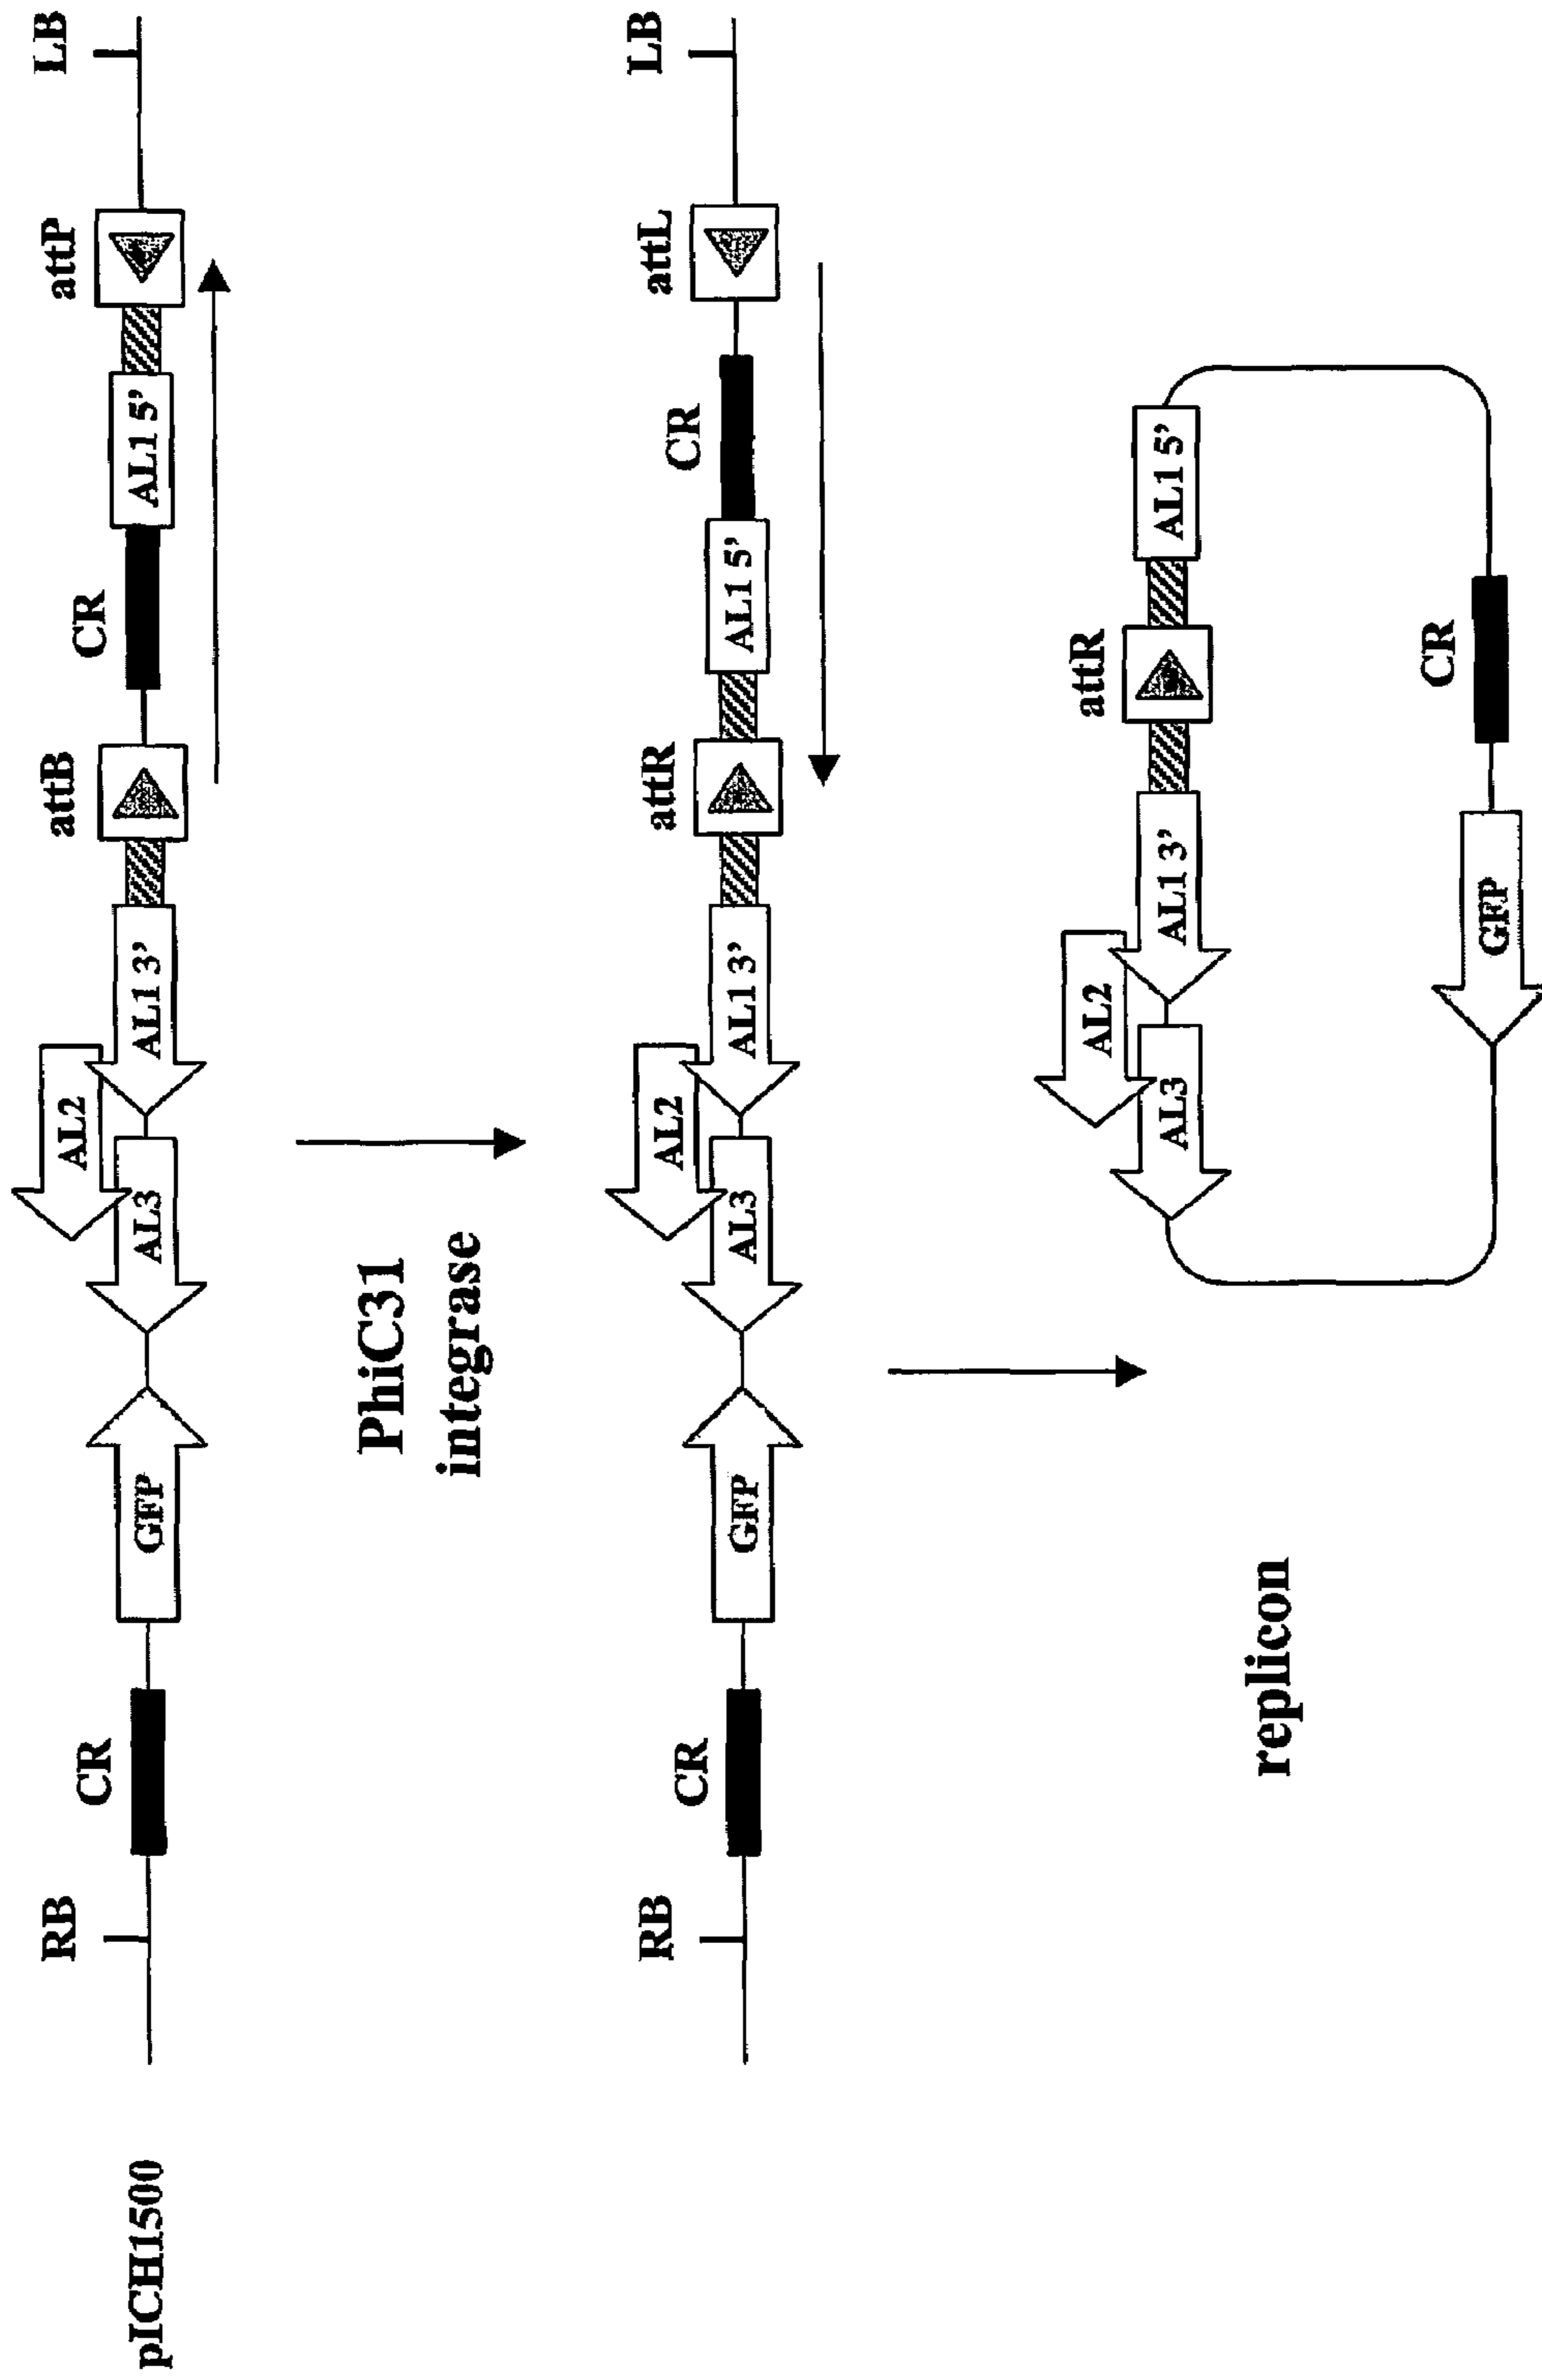 pICH1500
RB
CR
GFP
AL3
AL2
AL1 3'
attB
CR
AL1 5'
attP
LB
PhiC31
integrase
RB
CR
GFP
AL3
AL2
AL1 3'
attR
AL1 5'
CR
attL
LB
replicon
AL3
AL2
AL1 3'
attR
AL1 5'
GFP
CR